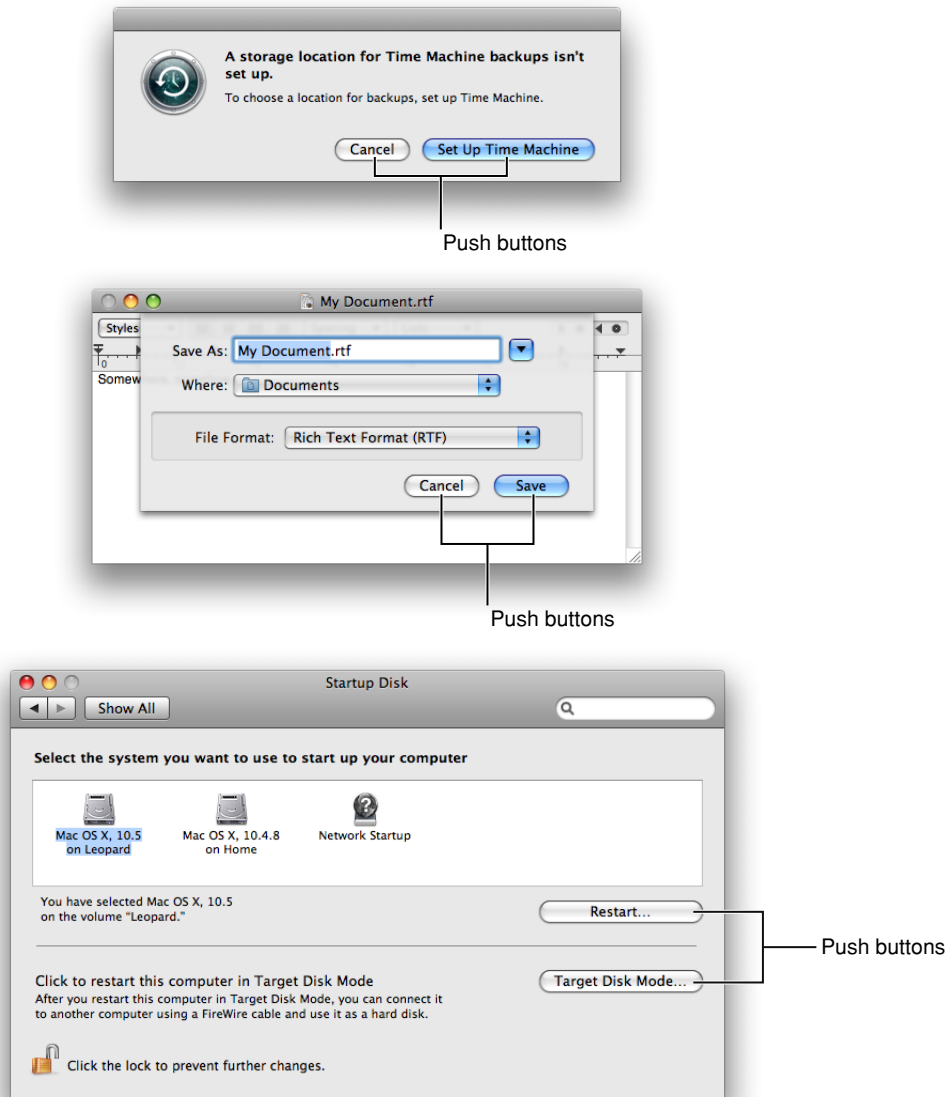 A storage location for Time Machine backups isn't
set up.
To choose a location for backups, set up Time Machine.
Cancel
Set Up Time Machine
Push buttons
My Document.rtf
Styles
Save As: My Document.rtf
Somew
Where: Documents
File Format: Rich Text Format (RTF)
Cancel
Save
Push buttons
Startup Disk
Show All
Select the system you want to use to start up your computer
Mac OS X, 10.5
on Leopard
Mac OS X, 10.4.8
on Home
Network Startup
You have selected Mac OS X, 10.5
on the volume “Leopard.”
Restart...
Push buttons
Click to restart this computer in Target Disk Mode
After you restart this computer in Target Disk Mode, you can connect it
to another computer using a FireWire cable and use it as a hard disk.
Target Disk Mode...
Click the lock to prevent further changes.